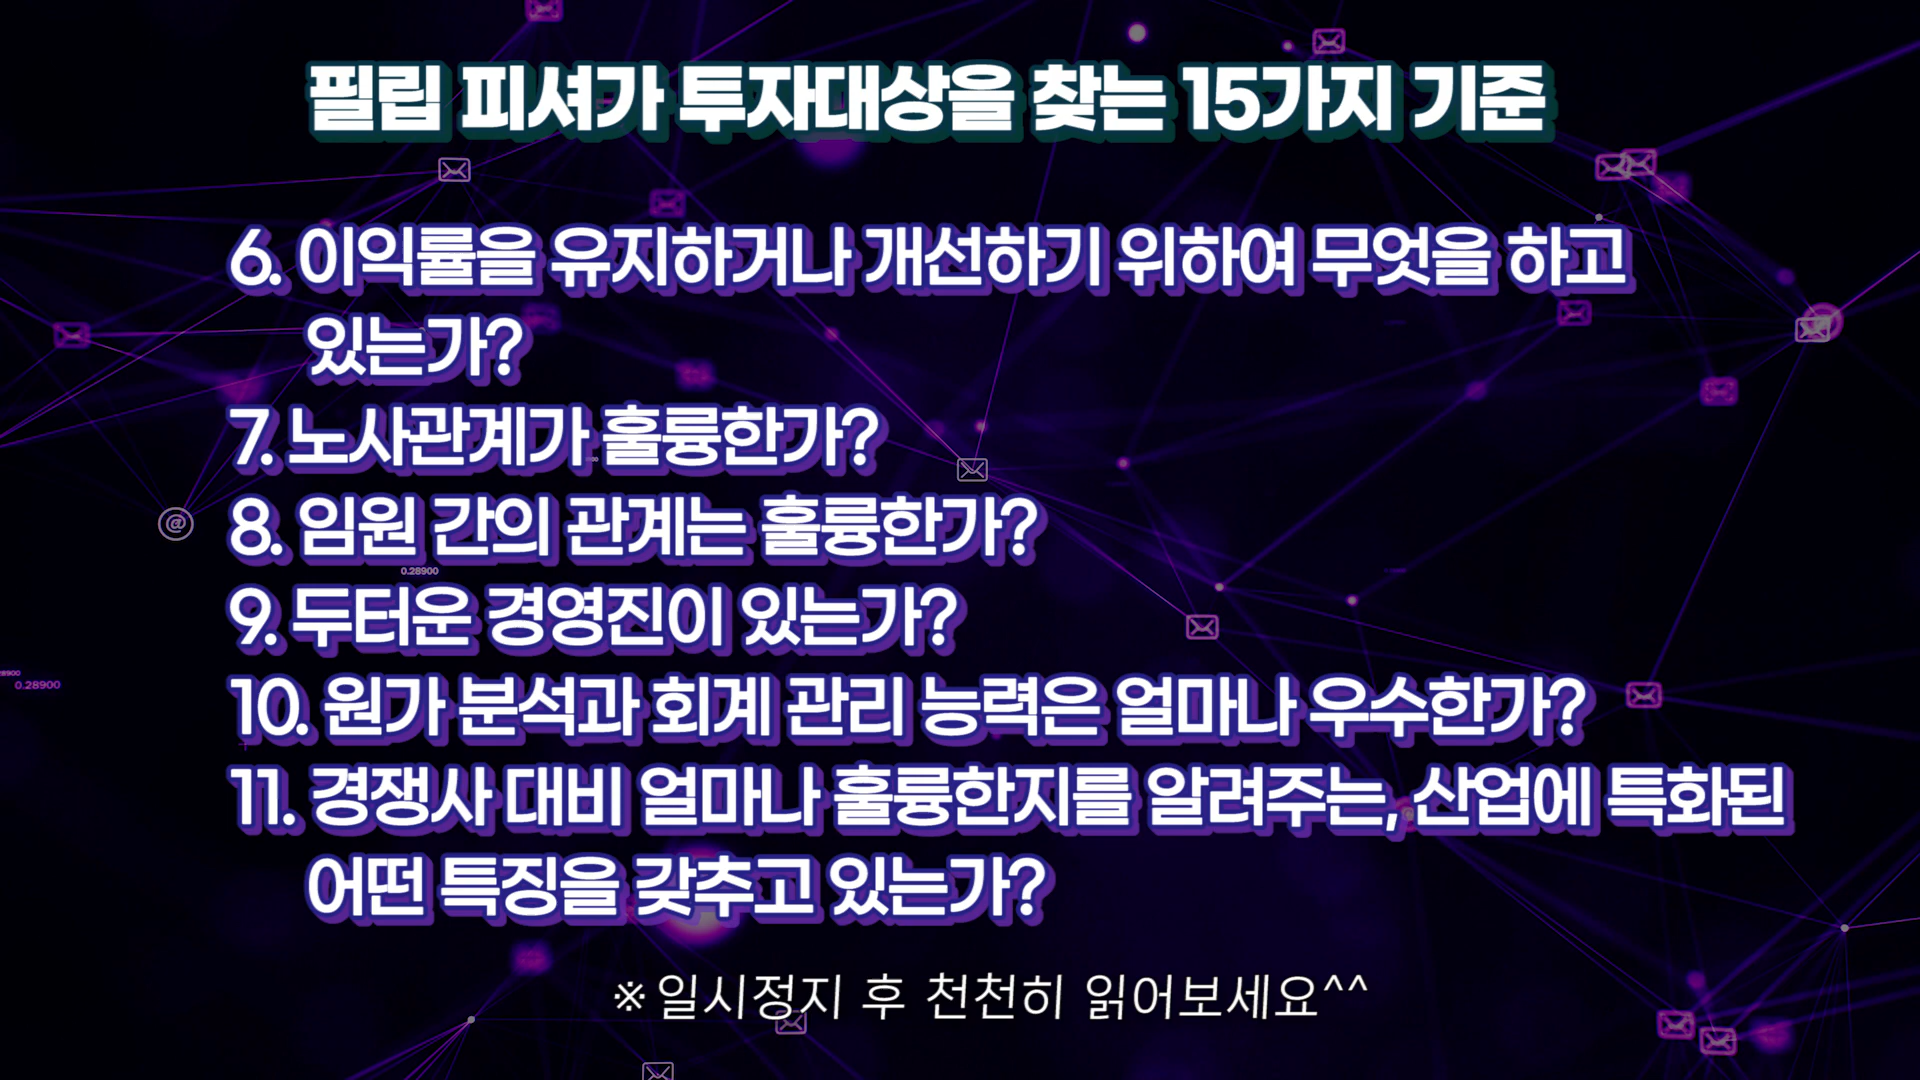 필립 피셔가 투자대상을 찾는 15가지 기준
6. 이익률을 유지하거나 개선하기 위하여 무엇을 하고
있는가?
7. 노사관계가 훌륭한가?
@
8. 임원 간의 관계는 훌륭한가?
0.28900
9. 두터운 경영진이 있는가?
0.28900
10. 원가 분석과 회계 관리 능력은 얼마나 우수한가?
11. 경쟁사 대비 얼마나 훌륭한지를 알려주는, 산업에 특화된
어떤 특징을 갖추고 있는가?
※ 일시정지 후 천천히 읽어보세요^^